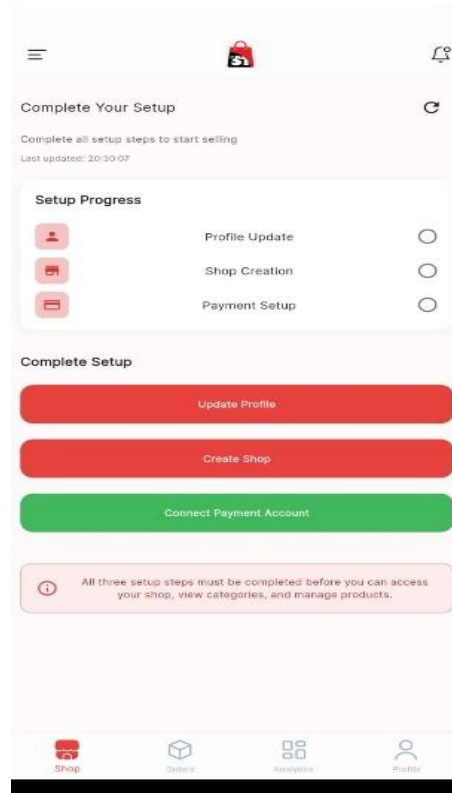 Complete Your Setup
Complete all setup steps to start selling
Last updated: 20:30:07
Setup Progress
Profile Update
Shop Creation
Payment Setup
Complete Setup
Update Profile
Create Shop
Connect Payment Account
All three setup steps must be completed before you can access
your shop, view categories, and manage products.
Shop
Orders
Analytics
Profile